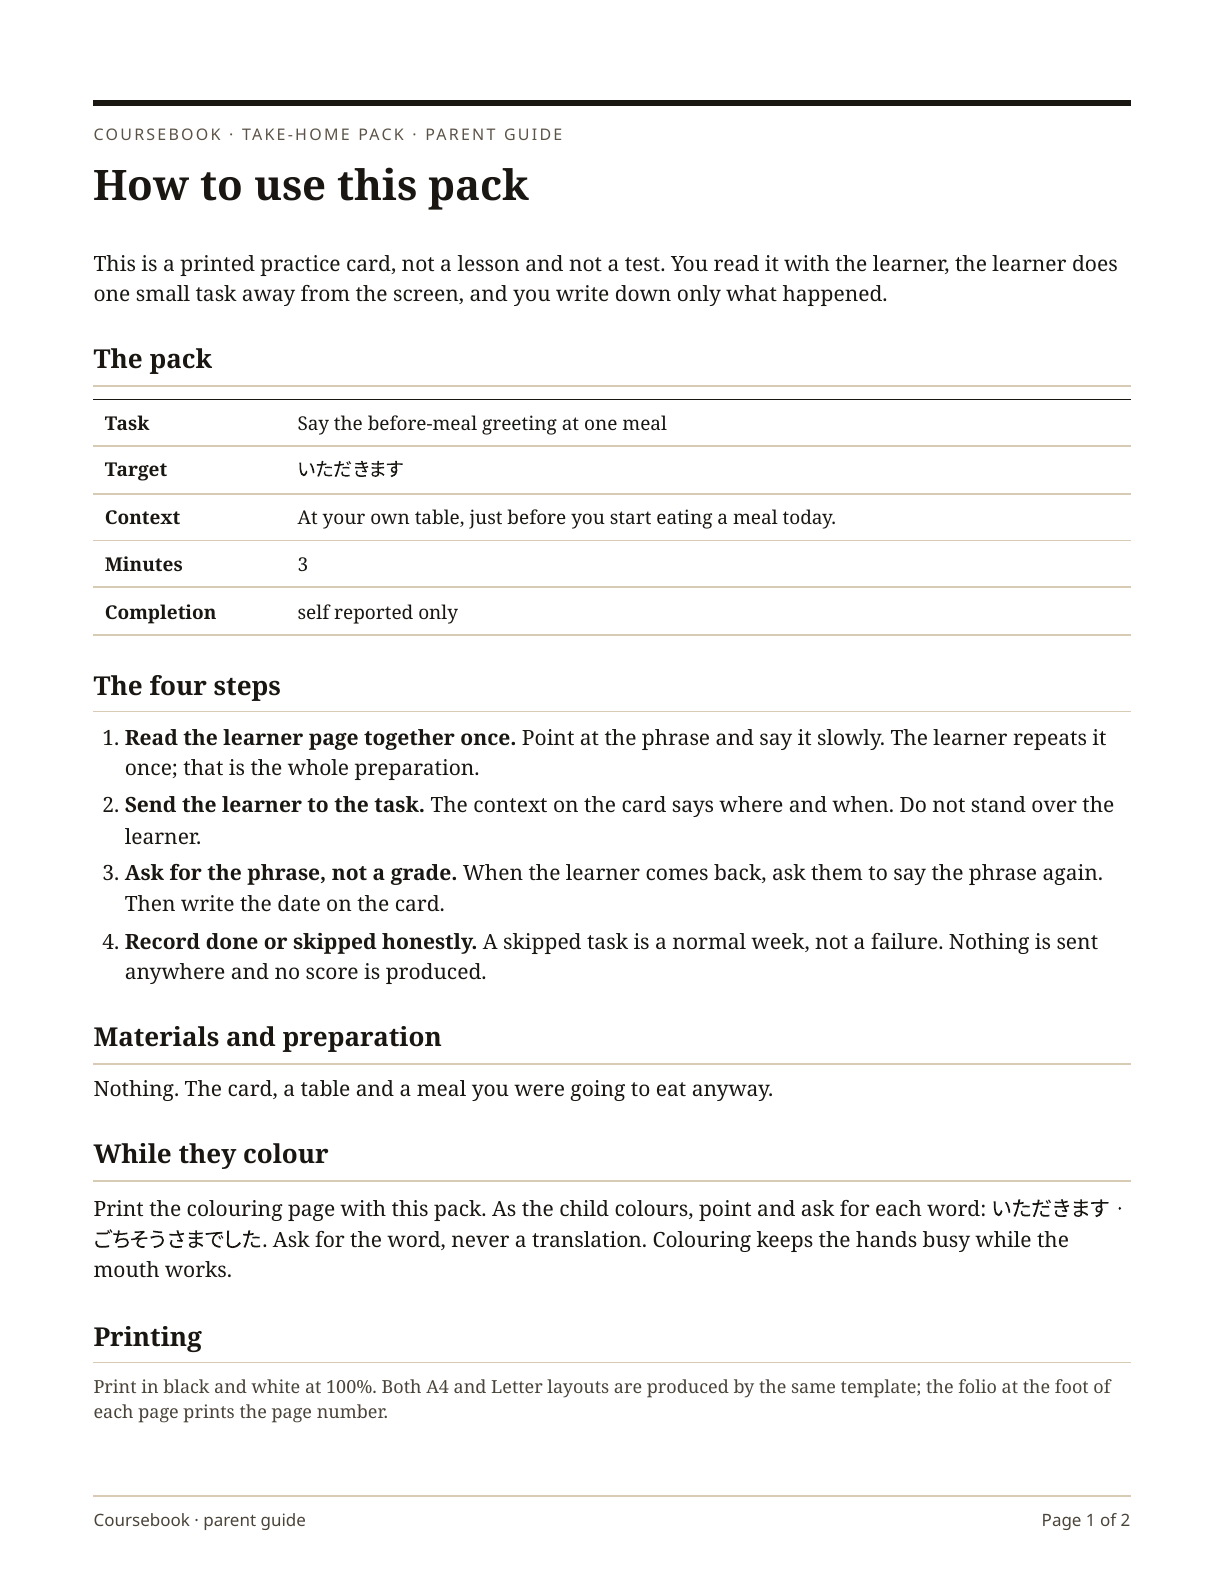 COURSEBOOK · TAKE-HOME PACK · PARENT GUIDE
How to use this pack
This is a printed practice card, not a lesson and not a test. You read it with the learner, the learner does
one small task away from the screen, and you write down only what happened.
The pack
Task Say the before-meal greeting at one meal
Target いただきます
Context At your own table, just before you start eating a meal today.
Minutes 3
Completion self reported only
The four steps
1. Read the learner page together once. Point at the phrase and say it slowly. The learner repeats it
once; that is the whole preparation.
2. Send the learner to the task. The context on the card says where and when. Do not stand over the
learner.
3. Ask for the phrase, not a grade. When the learner comes back, ask them to say the phrase again.
Then write the date on the card.
4. Record done or skipped honestly. A skipped task is a normal week, not a failure. Nothing is sent
anywhere and no score is produced.
Materials and preparation
Nothing. The card, a table and a meal you were going to eat anyway.
While they colour
Print the colouring page with this pack. As the child colours, point and ask for each word: いただきます ·
ごちそうさまでした. Ask for the word, never a translation. Colouring keeps the hands busy while the
mouth works.
Printing
Print in black and white at 100%. Both A4 and Letter layouts are produced by the same template; the folio at the foot of
each page prints the page number.
Coursebook · parent guide Page 1 of 2